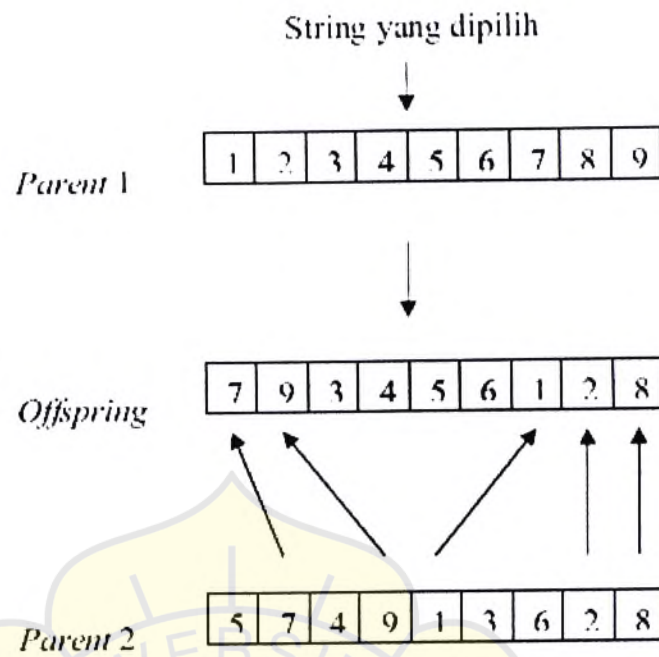 String yang dipilih
Parent 1 1 2 3 4 5 6 7 8 9
Offspring 7 9 3 4 5 6 1 2 8
Parent 2 5 7 4 9 1 3 6 2 8